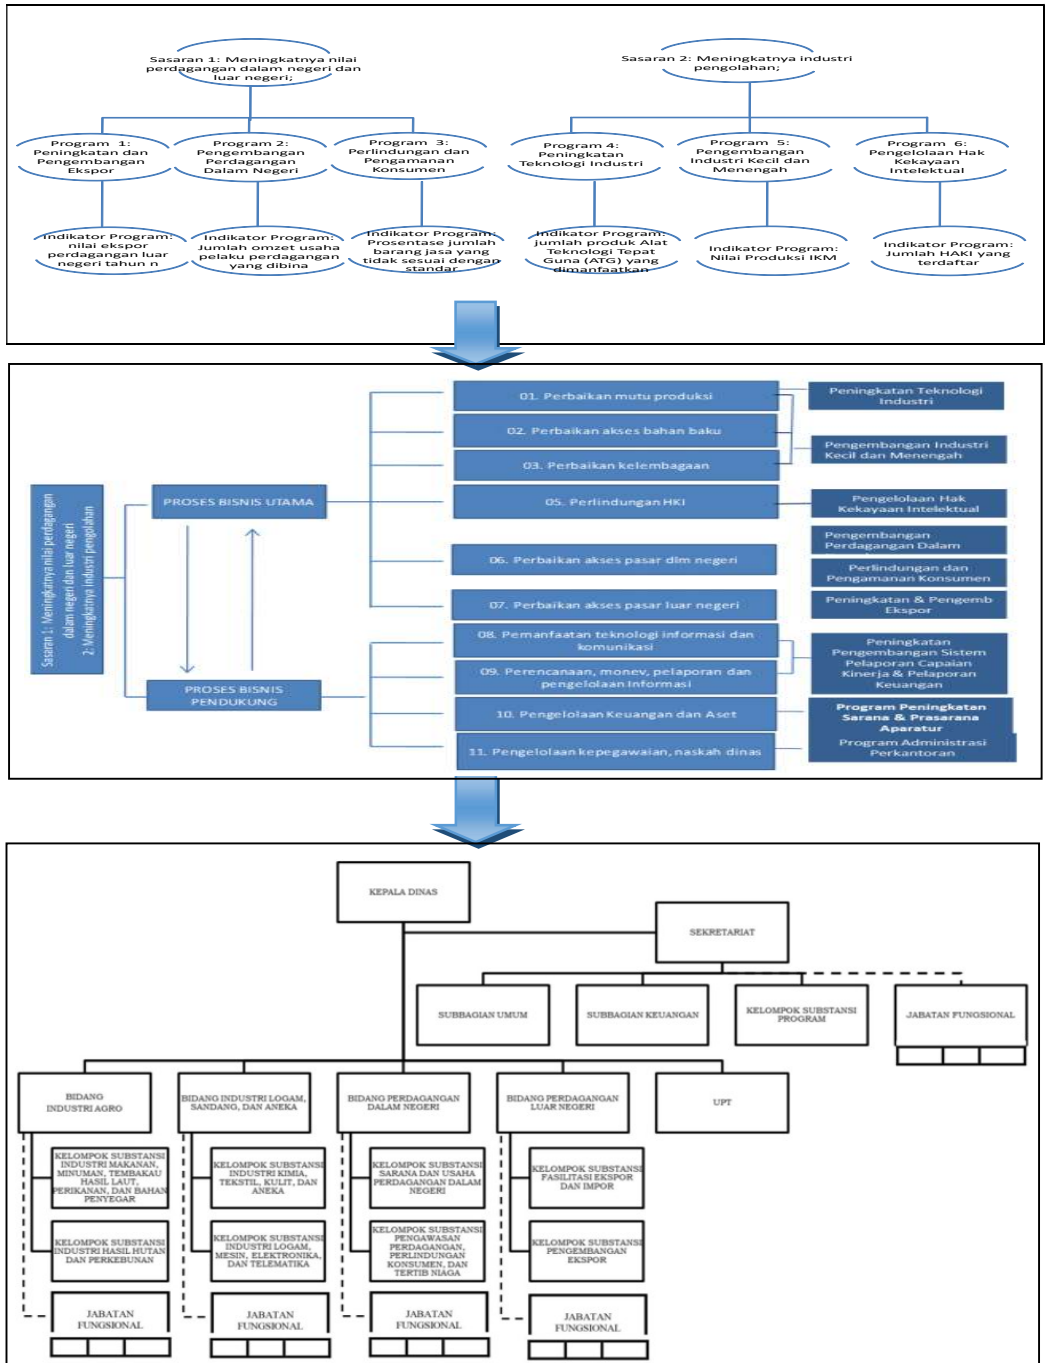 Sasaran 1: Meningkatnya nilai
perdagangan dalam negeri dan
luar negeri;
Sasaran 2: Meningkatnya industri
pengolahan;
Program 1:
Peningkatan dan
Pengembangan
Ekspor
Program 2:
Pengembangan
Perdagangan
Dalam Negeri
Program 3:
Perlindungan dan
Pengamanan
Konsumen
Program 4:
Peningkatan
Teknologi Industri
Program 5:
Pengembangan
Industri Kecil dan
Menengah
Program 6:
Pengelolaan Hak
Kekayaan
Intelektual
Indikator Program:
nilai ekspor
perdagangan luar
negeri tahun n
Indikator Program:
Jumlah omzet usaha
pelaku perdagangan
yang dibina
Indikator Program:
Prosentase jumlah
barang jasa yang
tidak sesuai dengan
standar
Indikator Program:
jumlah produk Alat
Teknologi Tepat
Guna (ATG) yang
dimanfaatkan
Indikator Program:
Nilai Produksi IKM
Indikator Program:
Jumlah HAKI yang
terdaftar
Sasaran 1: Meningkatnya nilai perdagangan
dalam negeri dan luar negeri
2: Meningkatnya industri pengolahan
PROSES BISNIS UTAMA
PROSES BISNIS
PENDUKUNG
01. Perbaikan mutu produksi
02. Perbaikan akses bahan baku
03. Perbaikan kelembagaan
05. Perlindungan HKI
06. Perbaikan akses pasar dlm negeri
07. Perbaikan akses pasar luar negeri
08. Pemanfaatan teknologi informasi dan
komunikasi
09. Perencanaan, monev, pelaporan dan
pengelolaan Informasi
10. Pengelolaan Keuangan dan Aset
11. Pengelolaan kepegawaian, naskah dinas
Peningkatan Teknologi
Industri
Pengembangan Industri
Kecil dan Menengah
Pengelolaan Hak
Kekayaan Intelektual
Pengembangan
Perdagangan Dalam
Perlindungan dan
Pengamanan Konsumen
Peningkatan & Pengemb
Ekspor
Peningkatan
Pengembangan Sistem
Pelaporan Capaian
Kinerja & Pelaporan
Keuangan
Program Peningkatan
Sarana & Prasarana
Aparatur
Program Administrasi
Perkantoran
KEPALA DINAS
SEKRETARIAT
SUBBAGIAN UMUM
SUBBAGIAN KEUANGAN
KELOMPOK SUBSTANSI
PROGRAM
JABATAN FUNGSIONAL
BIDANG
INDUSTRI AGRO
BIDANG INDUSTRI LOGAM,
SANDANG, DAN ANEKA
BIDANG PERDAGANGAN
DALAM NEGERI
BIDANG PERDAGANGAN
LUAR NEGERI
UPT
KELOMPOK SUBSTANSI
INDUSTRI MAKANAN,
MINUMAN, TEMBAKAU
HASIL LAUT,
PERIKANAN, DAN BAHAN
PENYEGAR
KELOMPOK SUBSTANSI
INDUSTRI KIMIA,
TEKSTIL, KULIT, DAN
ANEKA
KELOMPOK SUBSTANSI
SARANA DAN USAHA
PERDAGANGAN DALAM
NEGERI
KELOMPOK SUBSTANSI
FASILITASI EKSPOR
DAN IMPOR
KELOMPOK SUBSTANSI
INDUSTRI HASIL HUTAN
DAN PERKEBUNAN
KELOMPOK SUBSTANSI
INDUSTRI LOGAM,
MESIN, ELEKTRONIKA,
DAN TELEMATIKA
KELOMPOK SUBSTANSI
PENGAWASAN
PERDAGANGAN,
PERLINDUNGAN
KONSUMEN, DAN
TERTIB NIAGA
KELOMPOK SUBSTANSI
PENGEMBANGAN
EKSPOR
JABATAN
FUNGSIONAL
JABATAN
FUNGSIONAL
JABATAN
FUNGSIONAL
JABATAN
FUNGSIONAL